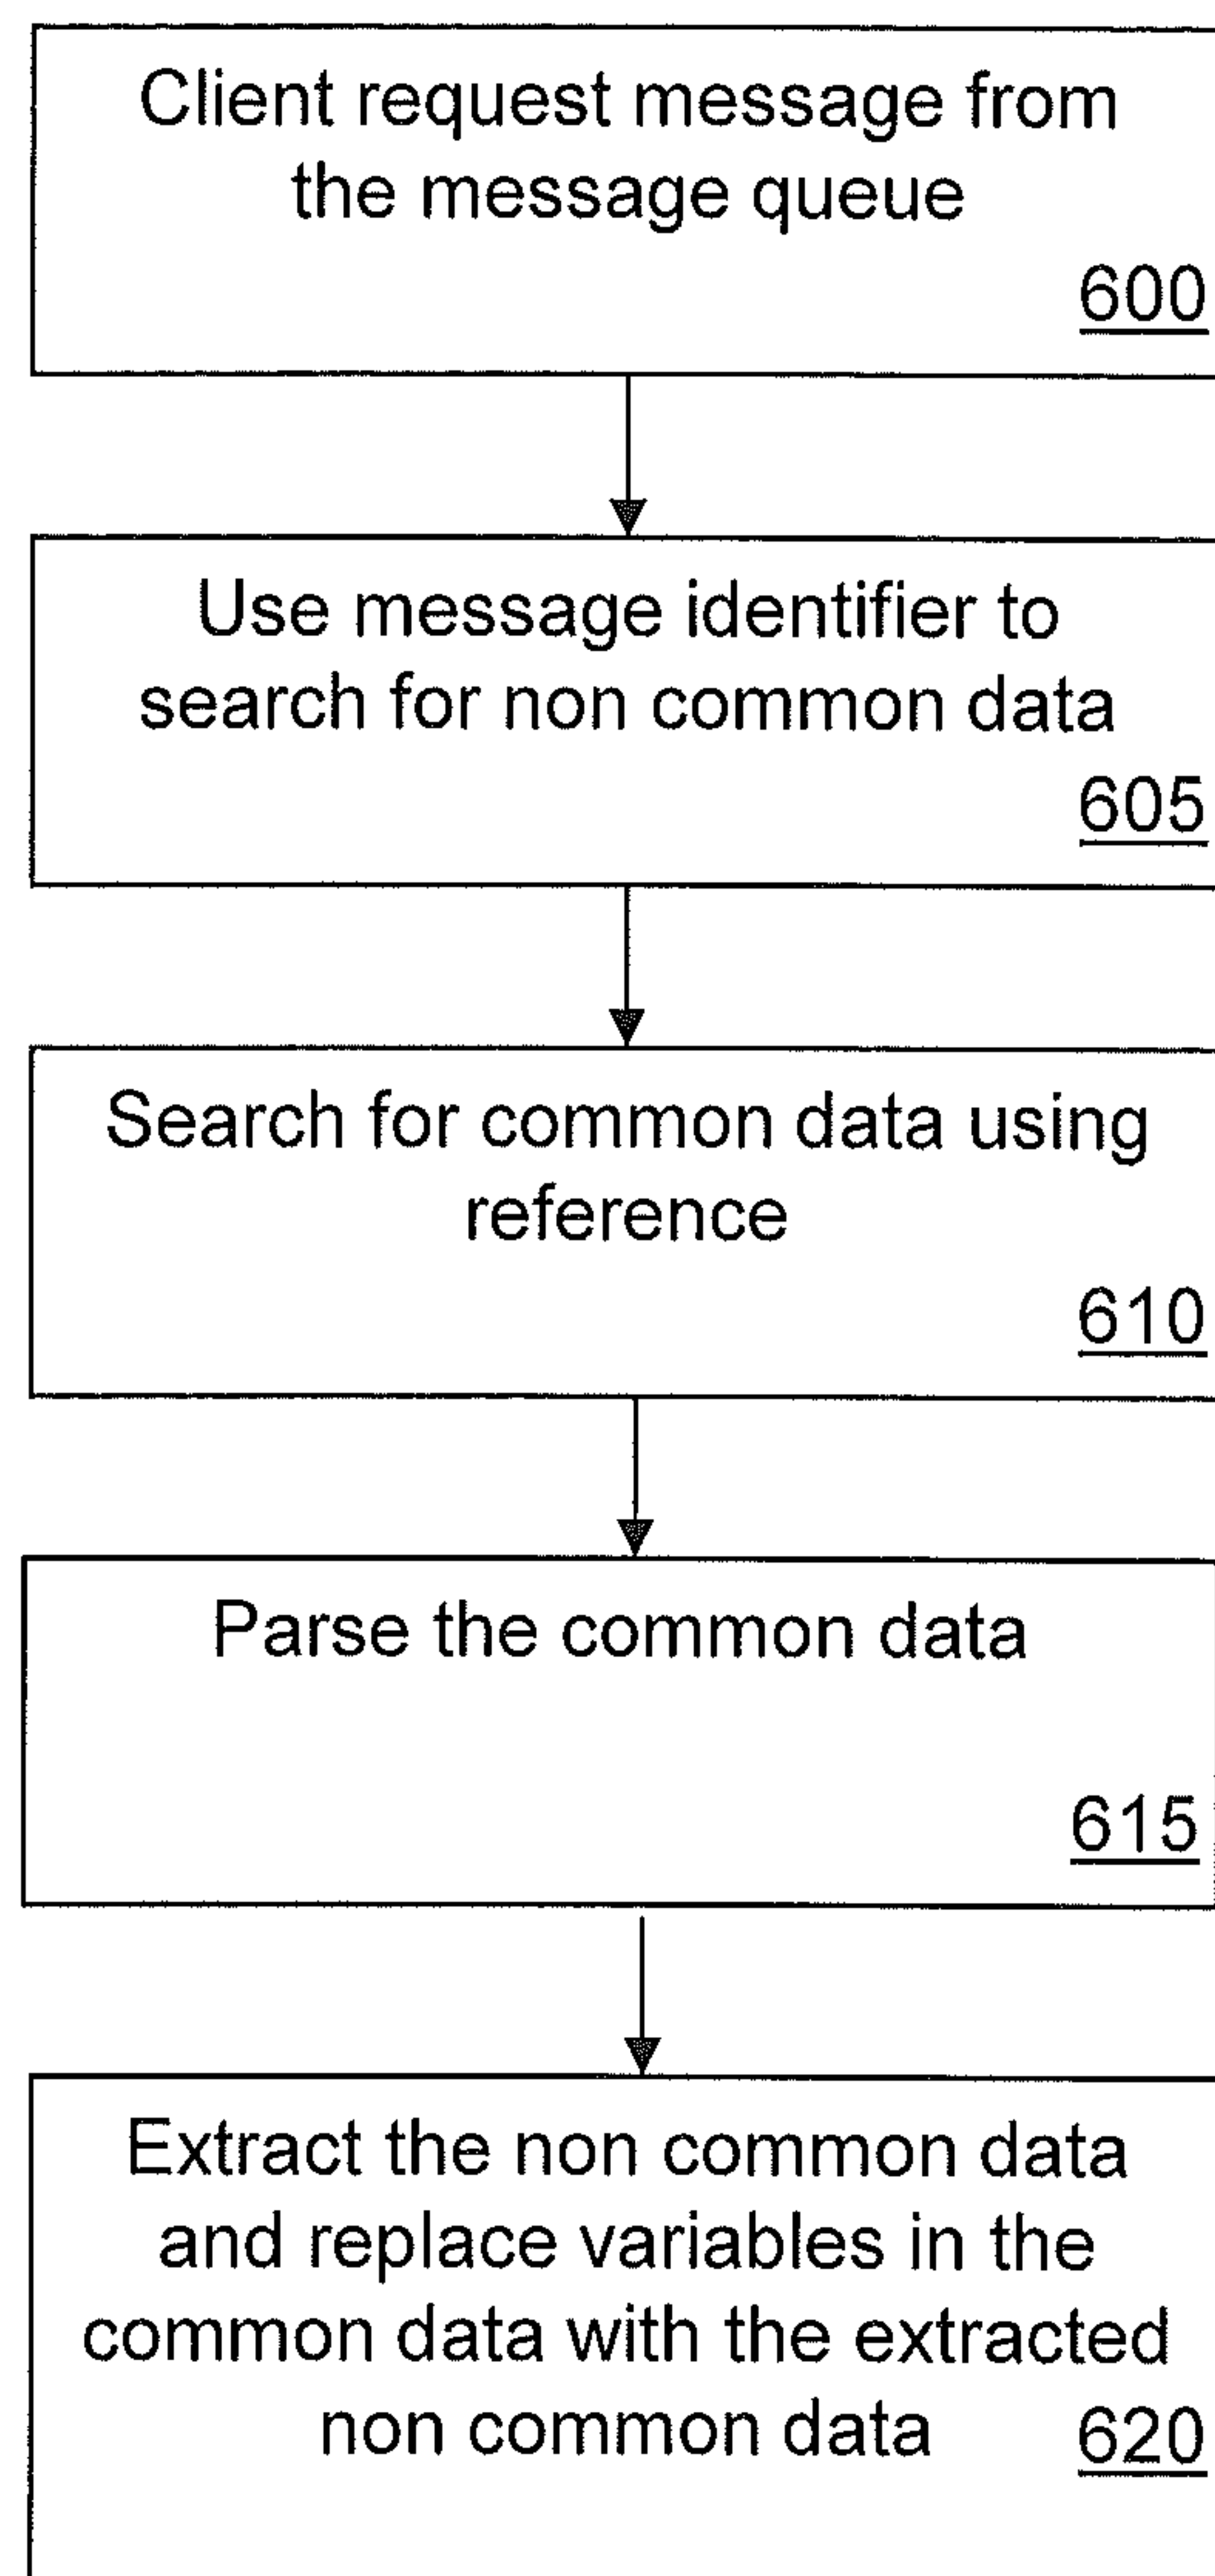 Client request message from
the message queue
600
Use message identifier to
search for non common data
605
Search for common data using
reference
610
Parse the common data
615
Extract the non common data
and replace variables in the
common data with the extracted
non common data 620